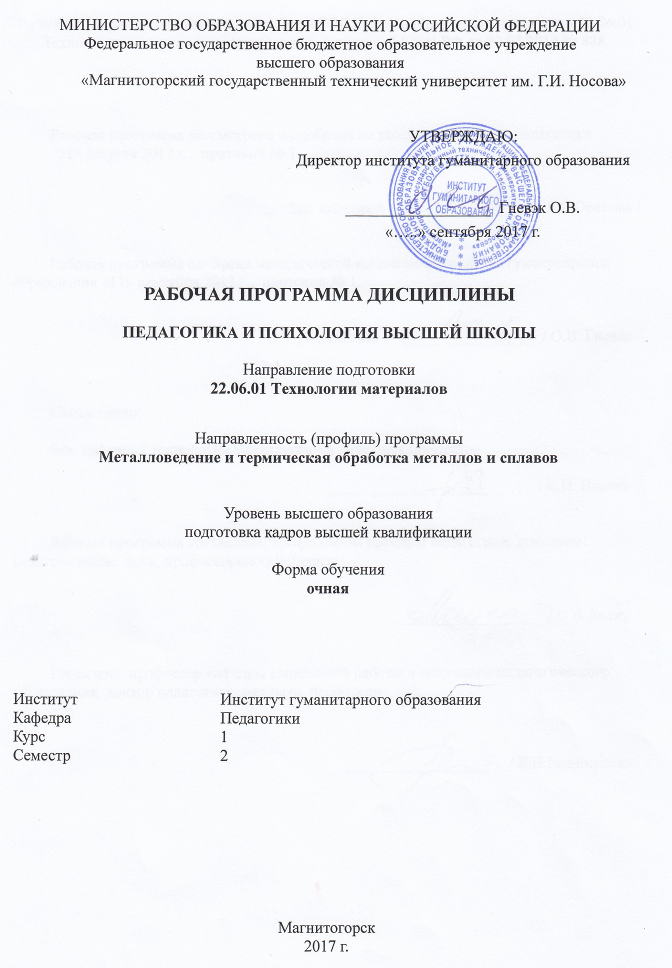 МИНИСТЕРСТВО ОБРАЗОВАНИЯ И НАУКИ РОССИЙСКОЙ ФЕДЕРАЦИИ
Федеральное государственное бюджетное образовательное учреждение
высшего образования
«Магнитогорский государственный технический университет им. Г.И. Носова»
УТВЕРЖДАЮ:
Директор института гуманитарного образования
ИНСТИТУТ
ГУМАНИТАРНОГО
ОБРАЗОВАНИЯ
Гневэк О.В.
«…..» сентября 2017 г.
РАБОЧАЯ ПРОГРАММА ДИСЦИПЛИНЫ
ПЕДАГОГИКА И ПСИХОЛОГИЯ ВЫСШЕЙ ШКОЛЫ
Направление подготовки
22.06.01 Технологии материалов
Направленность (профиль) программы
Металловедение и термическая обработка металлов и сплавов
Уровень высшего образования
подготовка кадров высшей квалификации
Форма обучения
очная
Институт Институт гуманитарного образования
Кафедра Педагогики
Курс 1
Семестр 2
Магнитогорск
2017 г.